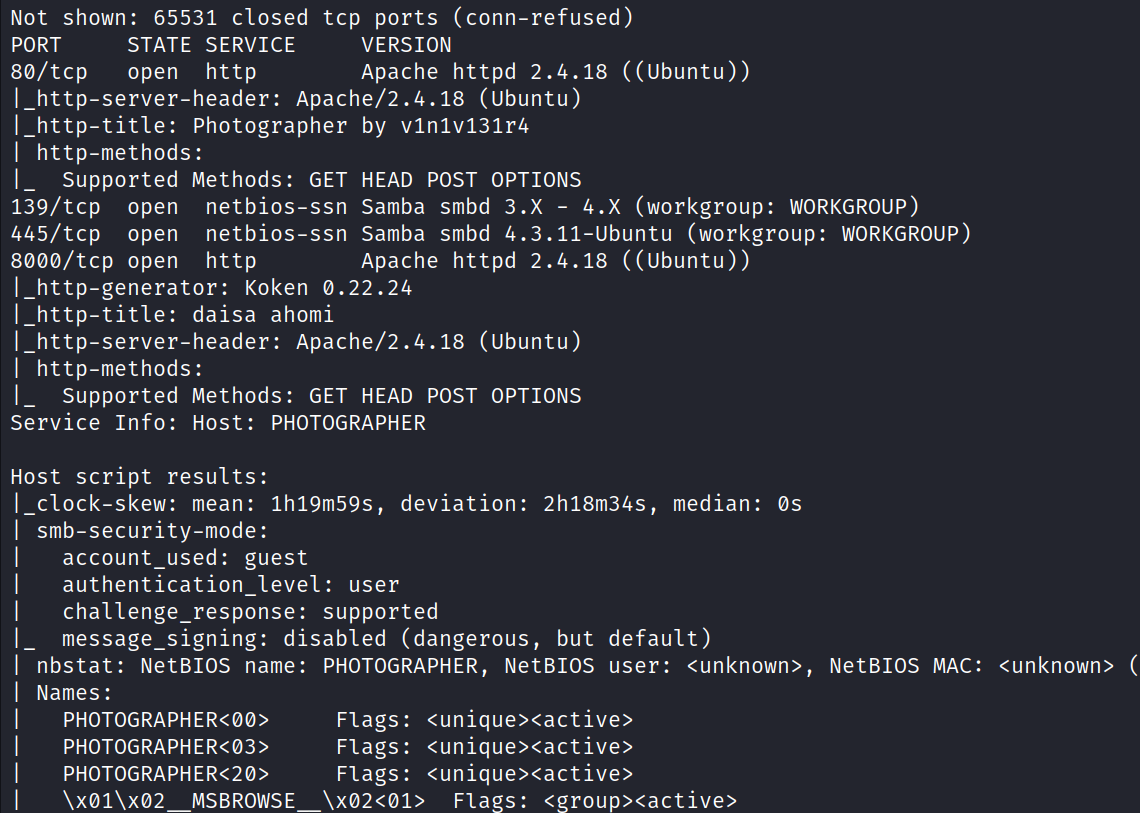 Not shown: 65531 closed tcp ports (conn-refused)
PORT     STATE SERVICE     VERSION
80/tcp   open  http        Apache httpd 2.4.18 ((Ubuntu))
|_http-server-header: Apache/2.4.18 (Ubuntu)
|_http-title: Photographer by v1n1v131r4
| http-methods:
|_  Supported Methods: GET HEAD POST OPTIONS
139/tcp  open  netbios-ssn Samba smbd 3.X - 4.X (workgroup: WORKGROUP)
445/tcp  open  netbios-ssn Samba smbd 4.3.11-Ubuntu (workgroup: WORKGROUP)
8000/tcp open  http        Apache httpd 2.4.18 ((Ubuntu))
|_http-generator: Koken 0.22.24
|_http-title: daisa ahomi
|_http-server-header: Apache/2.4.18 (Ubuntu)
| http-methods:
|_  Supported Methods: GET HEAD POST OPTIONS
Service Info: Host: PHOTOGRAPHER

Host script results:
|_clock-skew: mean: 1h19m59s, deviation: 2h18m34s, median: 0s
| smb-security-mode:
|   account_used: guest
|   authentication_level: user
|   challenge_response: supported
|_  message_signing: disabled (dangerous, but default)
| nbstat: NetBIOS name: PHOTOGRAPHER, NetBIOS user: <unknown>, NetBIOS MAC: <unknown> (
| Names:
|   PHOTOGRAPHER<00>     Flags: <unique><active>
|   PHOTOGRAPHER<03>     Flags: <unique><active>
|   PHOTOGRAPHER<20>     Flags: <unique><active>
|   \x01\x02__MSBROWSE__\x02<01>  Flags: <group><active>